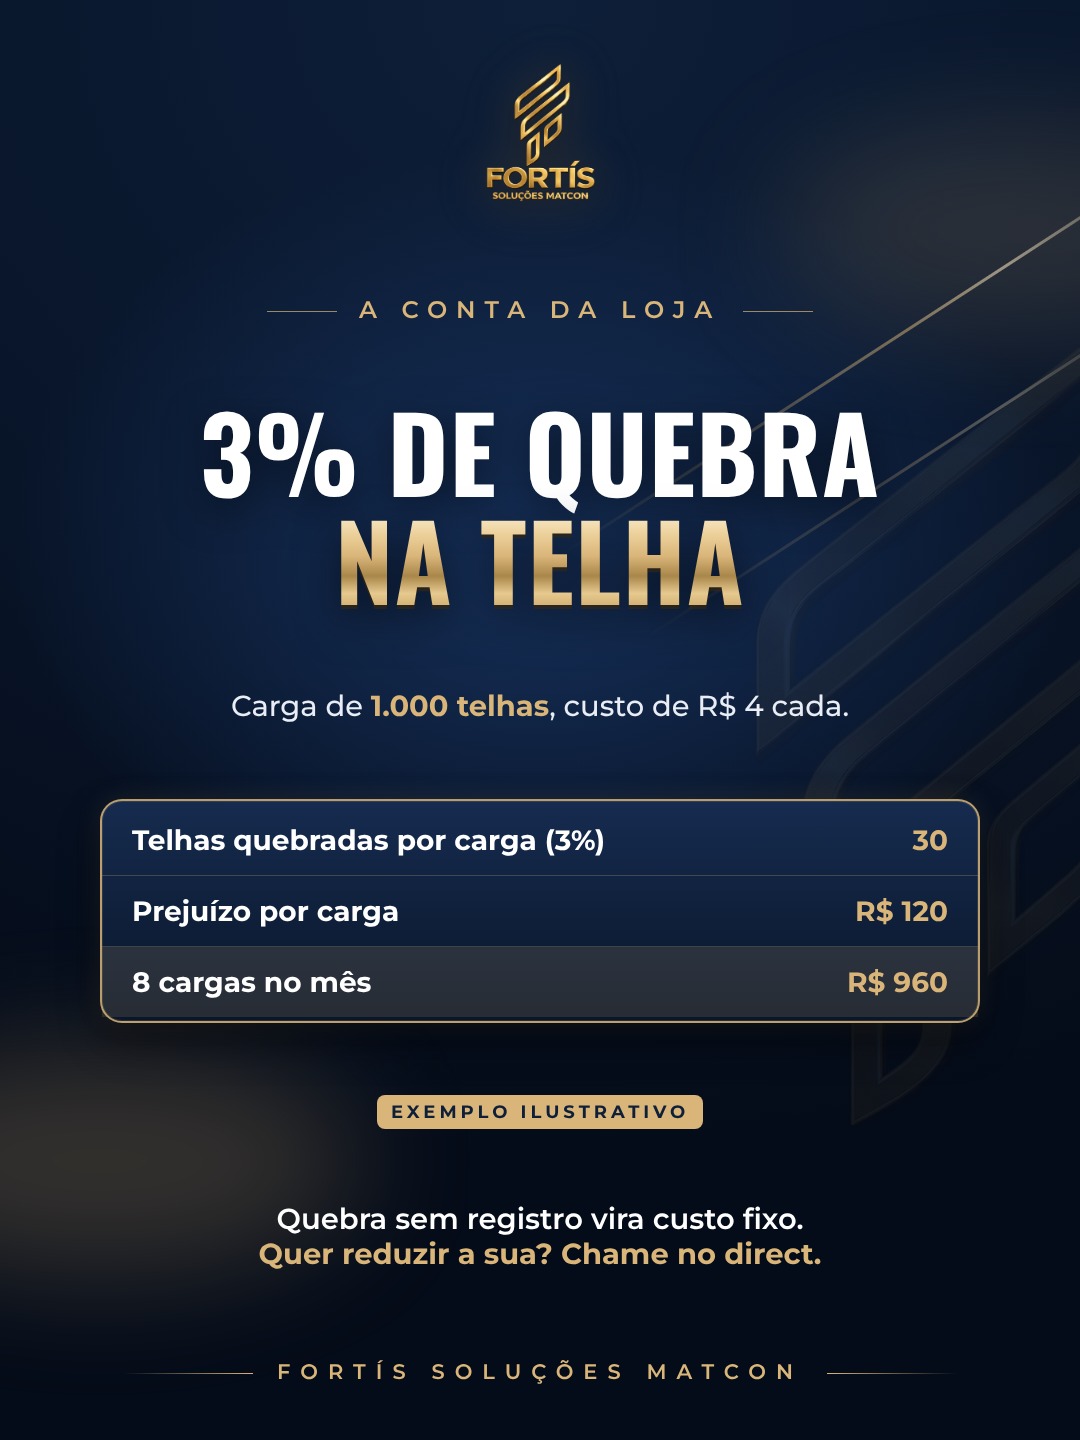 FORTÍS
SOLUÇÕES MATCON
A CONTA DA LOJA
3% DE QUEBRA
NA TELHA
Carga de 1.000 telhas, custo de R$ 4 cada.
Telhas quebradas por carga (3%) 30
Prejuízo por carga R$ 120
8 cargas no mês R$ 960
EXEMPLO ILUSTRATIVO
Quebra sem registro vira custo fixo.
Quer reduzir a sua? Chame no direct.
FORTÍS SOLUÇÕES MATCON